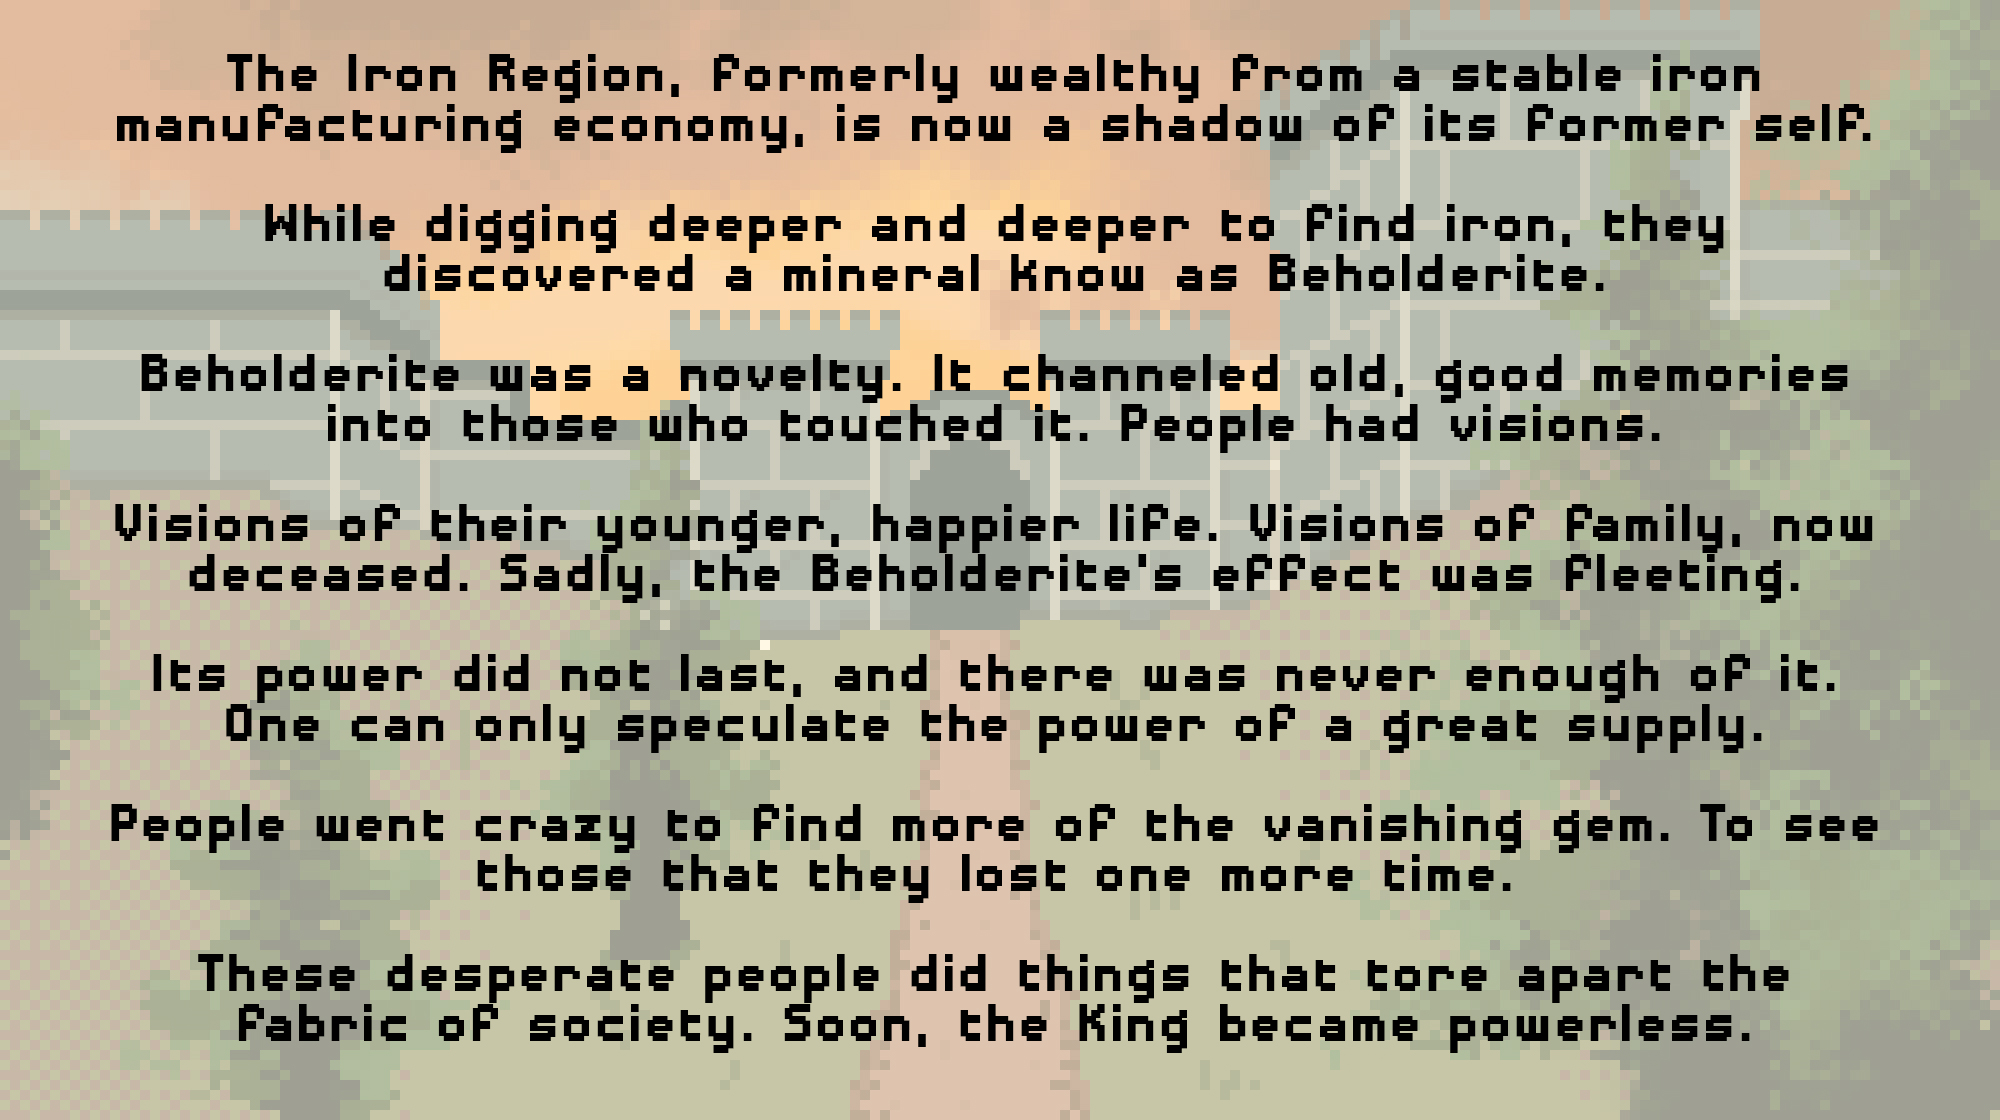 The Iron Region, formerly wealthy from a stable iron
manufacturing economy, is now a shadow of its former self.
While digging deeper and deeper to find iron, they
discovered a mineral know as Beholderite.
Beholderite was a novelty. It channeled old, good memories
into those who touched it. People had visions.
Visions of their younger, happier life. Visions of family, now
deceased. Sadly, the Beholderite's effect was fleeting.
Its power did not last, and there was never enough of it.
One can only speculate the power of a great supply.
People went crazy to find more of the vanishing gem. To see
those that they lost one more time.
These desperate people did things that tore apart the
fabric of society. Soon, the King became powerless.